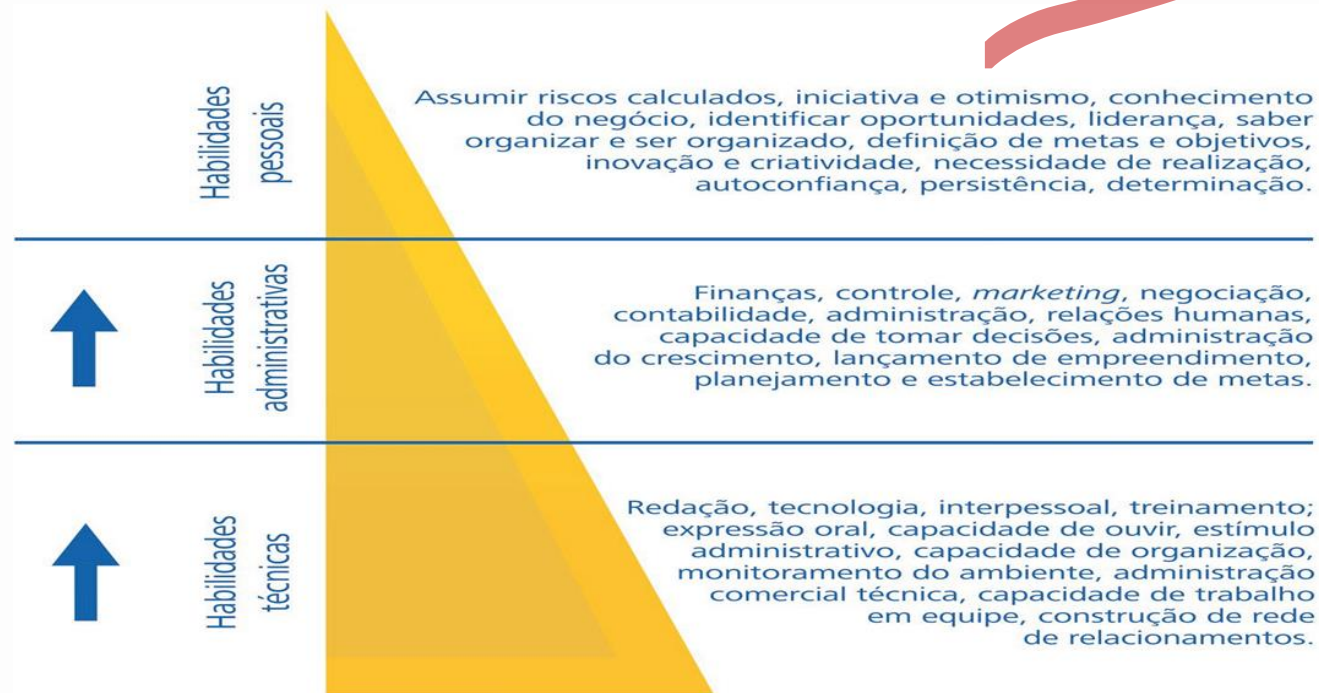 Habilidades
pessoais
Assumir riscos calculados, iniciativa e otimismo, conhecimento
do negócio, identificar oportunidades, liderança, saber
organizar e ser organizado, definição de metas e objetivos,
inovação e criatividade, necessidade de realização,
autoconfiança, persistência, determinação.
Habilidades
administrativas
Finanças, controle, marketing, negociação,
contabilidade, administração, relações humanas,
capacidade de tomar decisões, administração
do crescimento, lançamento de empreendimento,
planejamento e estabelecimento de metas.
Habilidades
técnicas
Redação, tecnologia, interpessoal, treinamento;
expressão oral, capacidade de ouvir, estímulo
administrativo, capacidade de organização,
monitoramento do ambiente, administração
comercial técnica, capacidade de trabalho
em equipe, construção de rede
de relacionamentos.